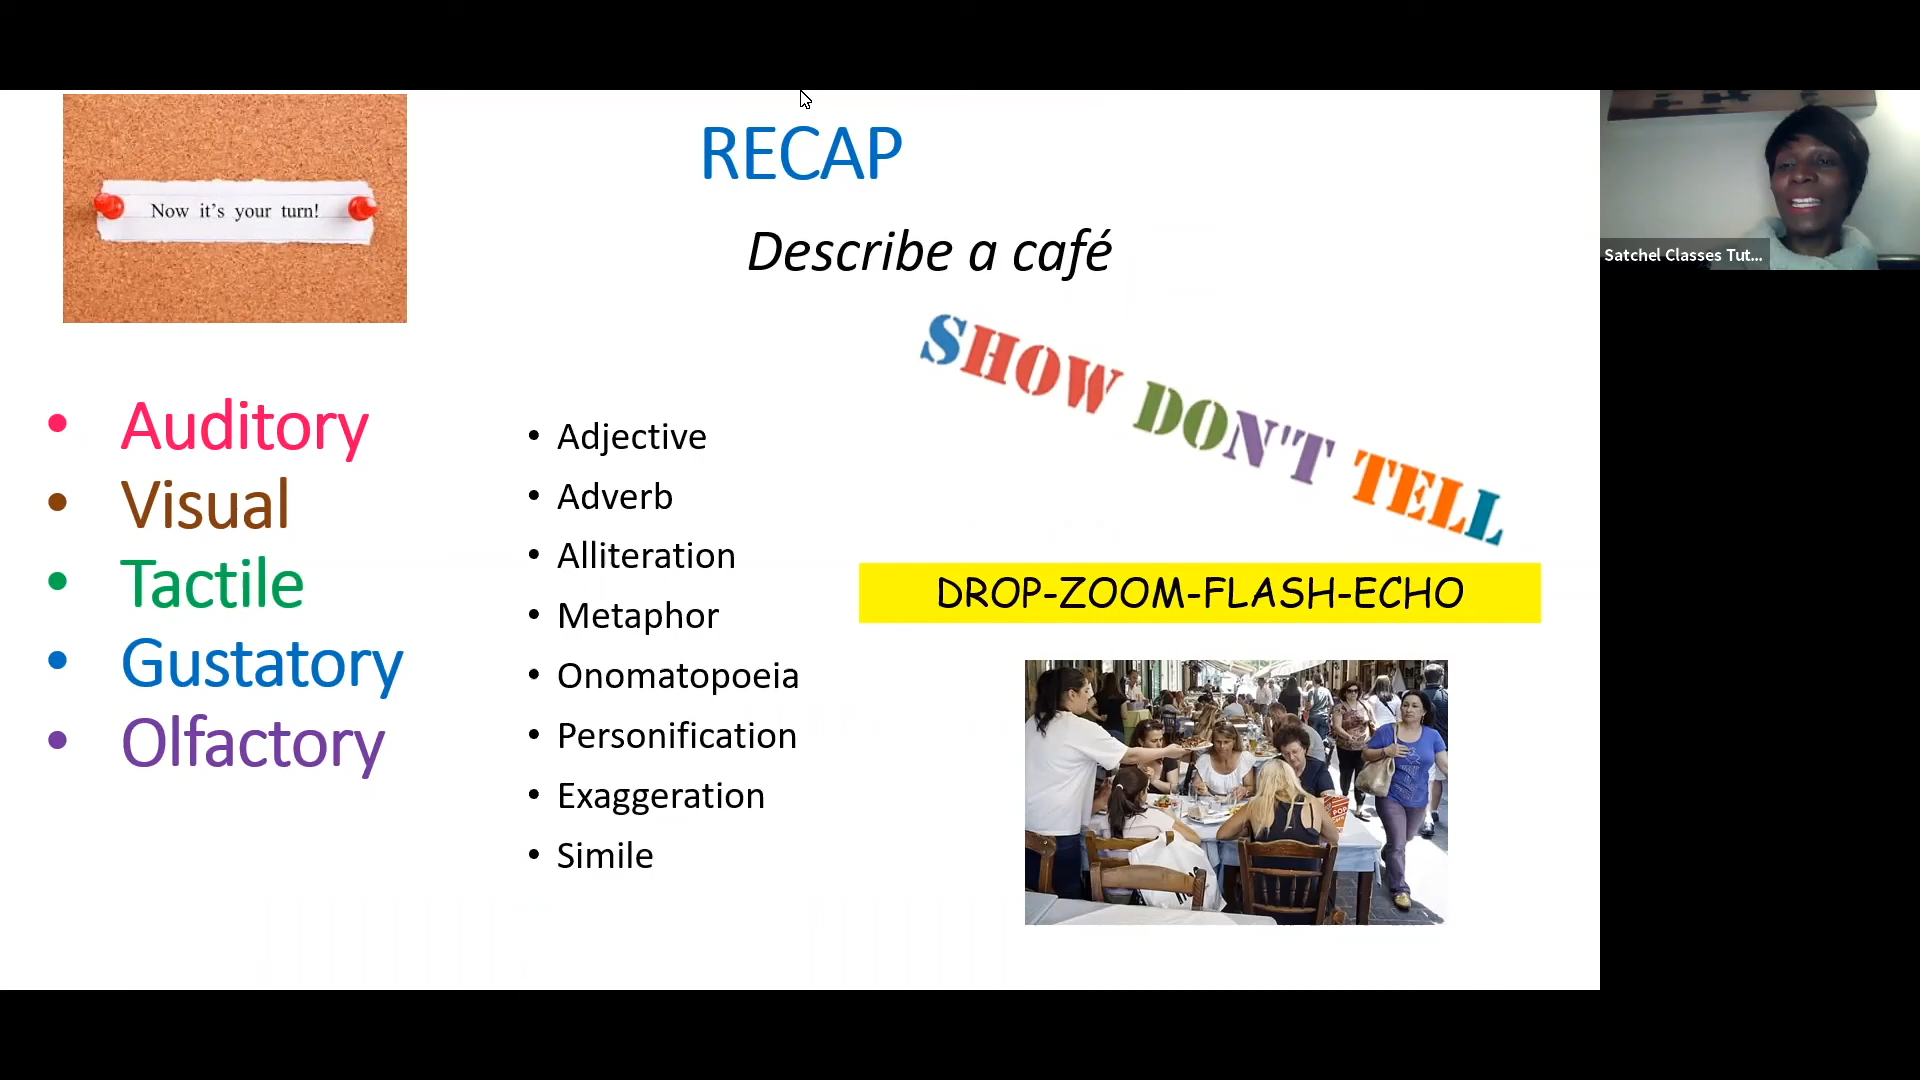 RECAP
Now it's your turn!
Describe a café
SHOW DON'T TELL
Auditory
Visual
Tactile
Gustatory
Olfactory
• Adjective
• Adverb
• Alliteration
• Metaphor
• Onomatopoeia
• Personification
• Exaggeration
• Simile
DROP-ZOOM-FLASH-ECHO
POP
Satchel Classes Tut...